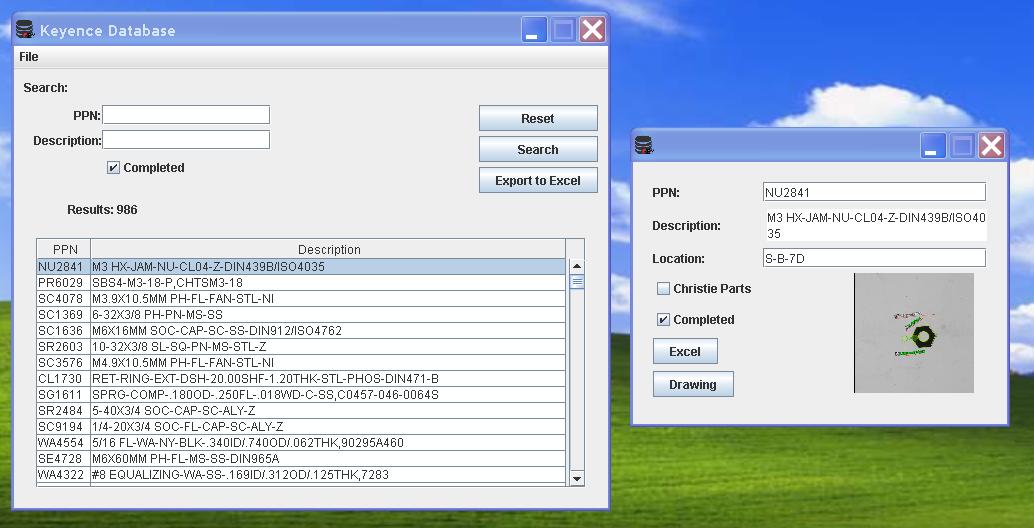 Keyence Database
File
Search:
PPN:
Description:
Completed
Reset
Search
Export to Excel
Results: 986
PPN Description
NU2841 M3 HX-JAM-NU-CL04-Z-DIN439B/ISO4035
PR6029 SBS4-M3-18-P,CHTSM3-18
SC4078 M3.9X10.5MM PH-FL-FAN-STL-NI
SC1369 6-32X3/8 PH-PN-MS-SS
SC1636 M6X16MM SOC-CAP-SC-SS-DIN912/ISO4762
SR2603 10-32X3/8 SL-SQ-PN-MS-STL-Z
SC3576 M4.9X10.5MM PH-FL-FAN-STL-NI
CL1730 RET-RING-EXT-DSH-20.00SHF-1.20THK-STL-PHOS-DIN471-B
SG1611 SPRG-COMP-.180OD-.250FL-.018WD-C-SS,C0457-046-0064S
SR2484 5-40X3/4 SOC-CAP-SC-ALY-Z
SC9194 1/4-20X3/4 SOC-FL-CAP-SC-ALY-Z
WA4554 5/16 FL-WA-NY-BLK-.340ID/.740OD/.062THK,90295A460
SE4728 M6X60MM PH-FL-MS-SS-DIN965A
WA4322 #8 EQUALIZING-WA-SS-.169ID/.312OD/.125THK,7283
PPN: NU2841
Description: M3 HX-JAM-NU-CL04-Z-DIN439B/ISO40
35
Location: S-B-7D
Christie Parts
Completed
Excel
Drawing